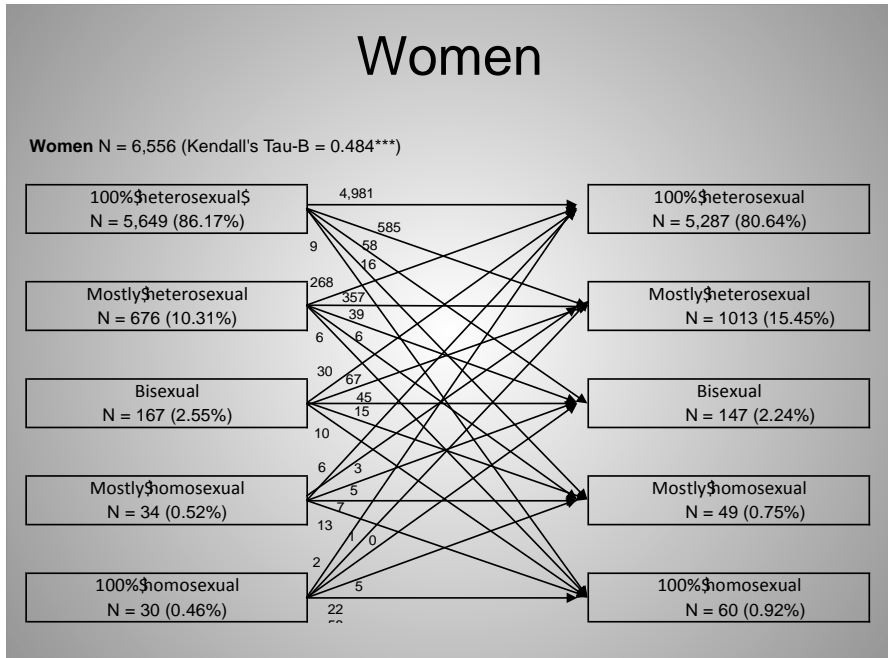 Women
Women N = 6,556 (Kendall's Tau-B = 0.484***)
100%$heterosexual$
N = 5,649 (86.17%)
4,981
585
58
16
9
100%$heterosexual
N = 5,287 (80.64%)
Mostly$heterosexual
N = 676 (10.31%)
268
357
39
6
6
Mostly$heterosexual
N = 1013 (15.45%)
Bisexual
N = 167 (2.55%)
30
67
45
15
10
Bisexual
N = 147 (2.24%)
Mostly$homosexual
N = 34 (0.52%)
6
3
5
7
13
Mostly$homosexual
N = 49 (0.75%)
100%$homosexual
N = 30 (0.46%)
2
1
0
5
22
100%$homosexual
N = 60 (0.92%)